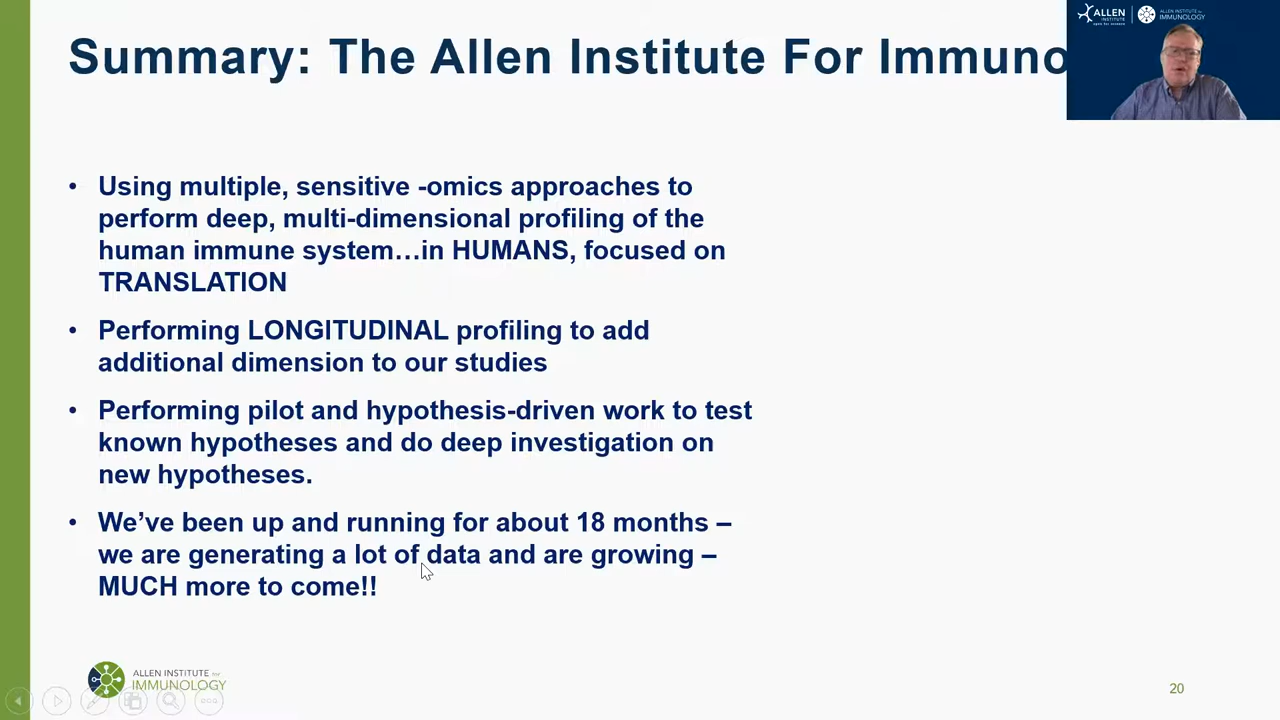 Summary: The Allen Institute For Immuno
ALLEN
INSTITUTE
open for science
ALLEN INSTITUTE for
IMMUNOLOGY
• Using multiple, sensitive -omics approaches to
perform deep, multi-dimensional profiling of the
human immune system…in HUMANS, focused on
TRANSLATION
• Performing LONGITUDINAL profiling to add
additional dimension to our studies
• Performing pilot and hypothesis-driven work to test
known hypotheses and do deep investigation on
new hypotheses.
• We’ve been up and running for about 18 months –
we are generating a lot of data and are growing –
MUCH more to come!!
ALLEN INSTITUTE for
IMMUNOLOGY
20